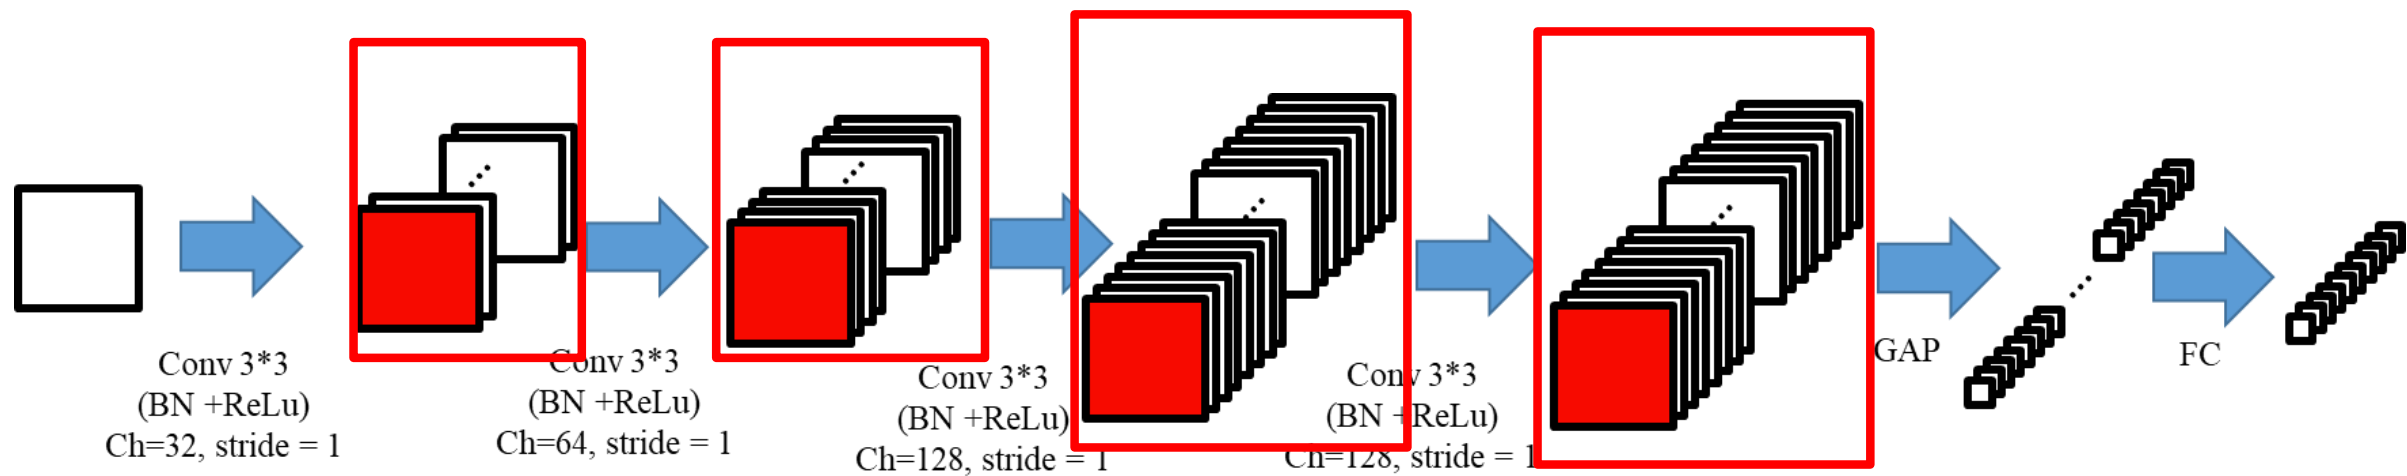 Conv 3*3
(BN +ReLu)
Ch=32, stride = 1
Conv 3*3
(BN +ReLu)
Ch=64, stride = 1
Conv 3*3
(BN +ReLu)
Ch=128, stride = 1
Conv 3*3
(BN +ReLu)
Ch=128, stride = 1
GAP
FC